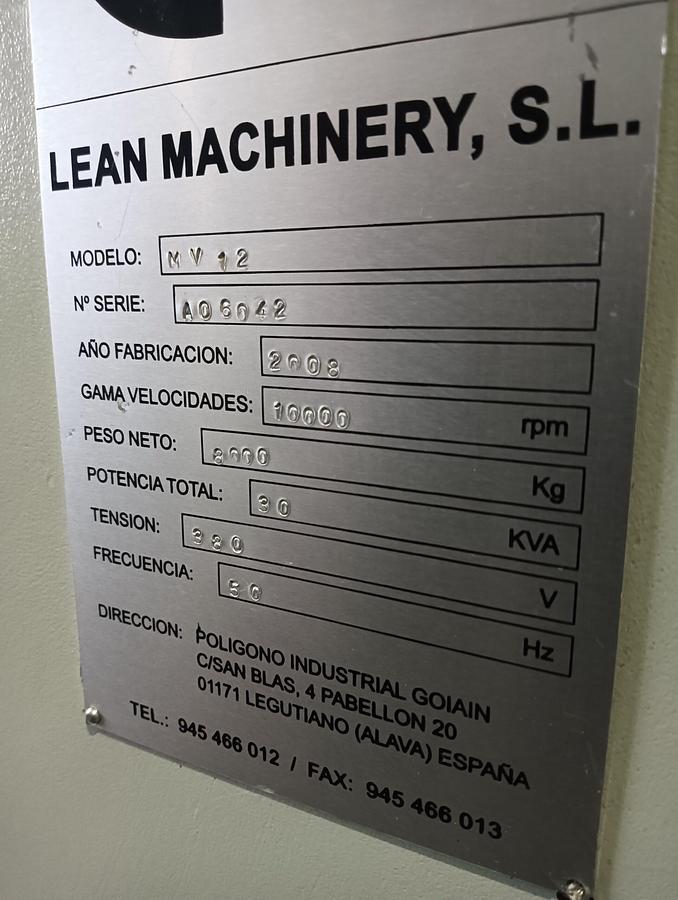 LEAN MACHINERY, S.L.
MODELO: MV 12
Nº SERIE: A06042
AÑO FABRICACION: 2008
GAMA VELOCIDADES: 10000 rpm
PESO NETO: 8000 Kg
POTENCIA TOTAL: 30 KVA
TENSION: 380 V
FRECUENCIA: 50 Hz
DIRECCION: POLIGONO INDUSTRIAL GOIAIN
C/SAN BLAS, 4 PABELLON 20
01171 LEGUTIANO (ALAVA) ESPAÑA
TEL.: 945 466 012 / FAX: 945 466 013